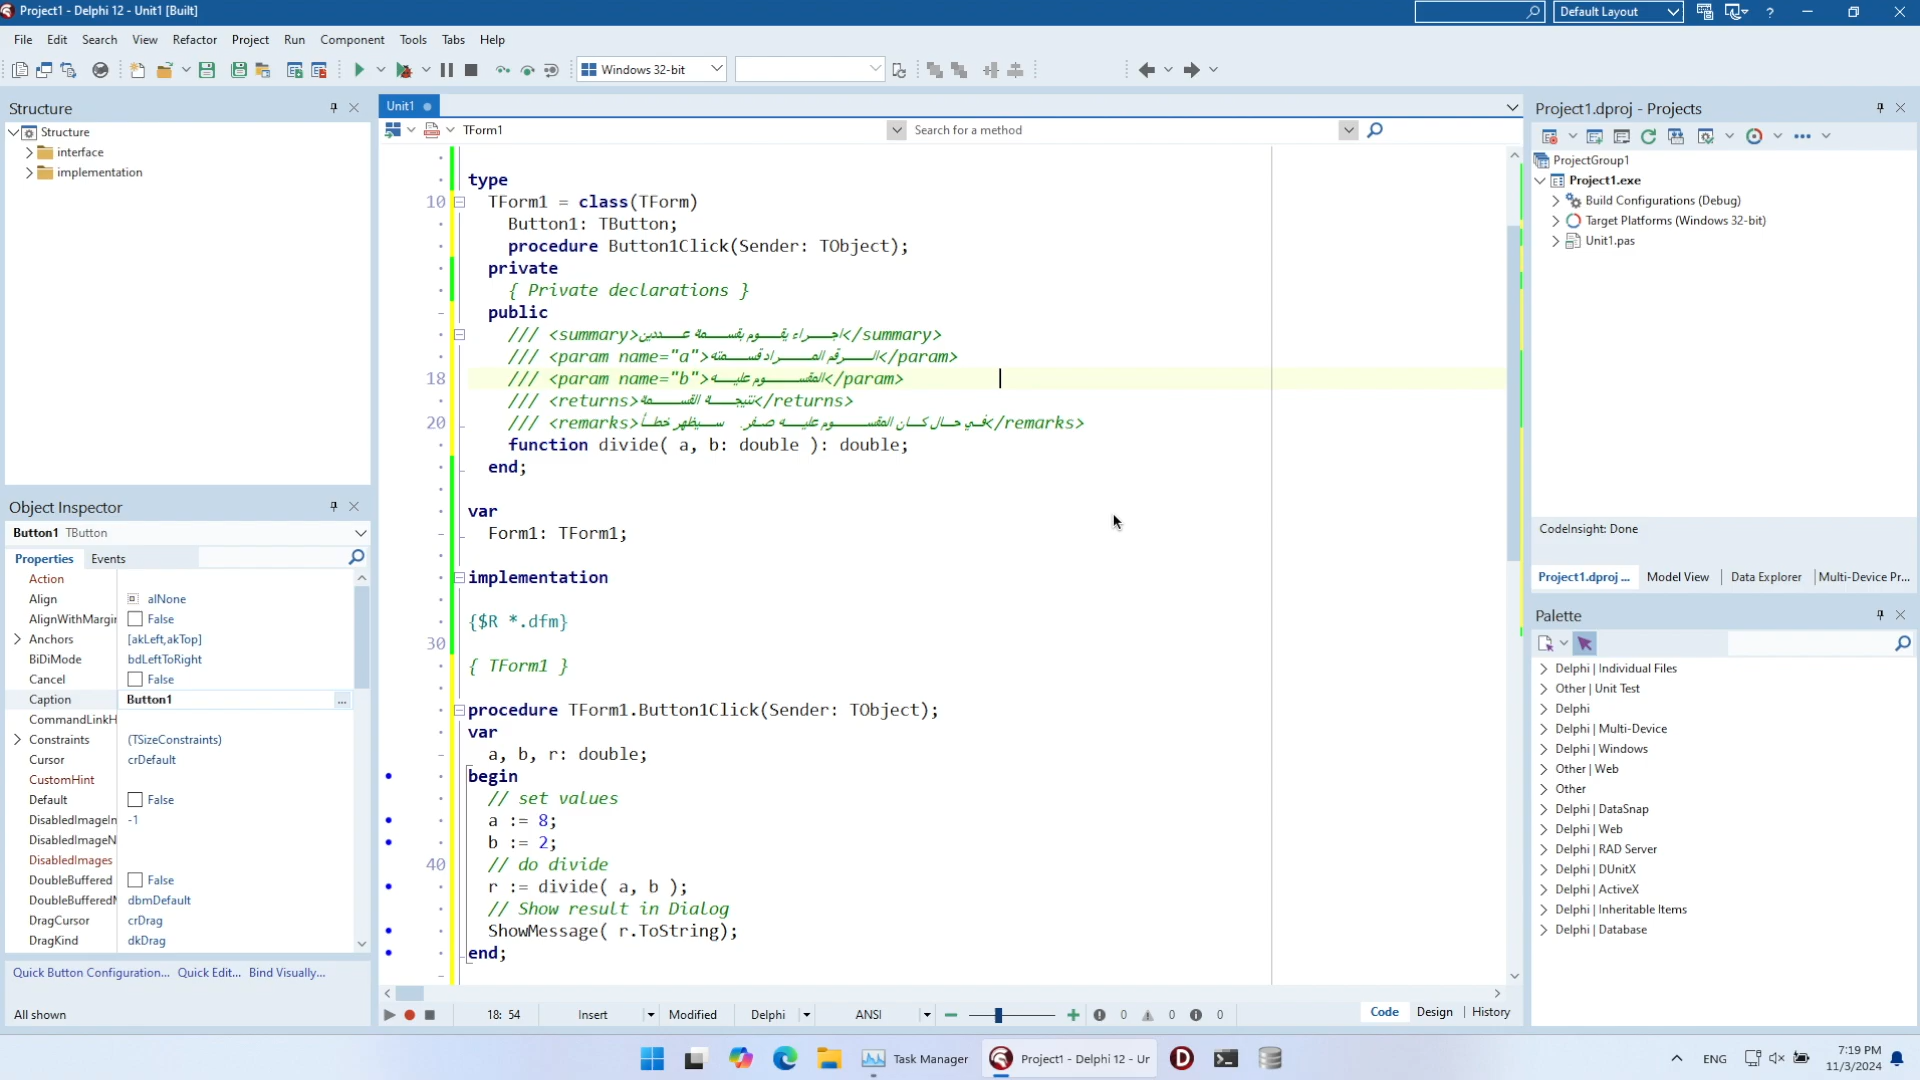 Project1 - Delphi 12 - Unit1 [Built]
Default Layout
?
File Edit Search View Refactor Project Run Component Tools Tabs Help
Windows 32-bit
Structure
Structure
interface
implementation
Object Inspector
Button1 TButton
Properties Events
Action
Align alNone
AlignWithMargin False
Anchors [akLeft,akTop]
BiDiMode bdLeftToRight
Cancel False
Caption Button1 ...
CommandLinkH
Constraints (TSizeConstraints)
Cursor crDefault
CustomHint
Default False
DisabledImageIn -1
DisabledImageN
DisabledImages
DoubleBuffered False
DoubleBufferedM dbmDefault
DragCursor crDrag
DragKind dkDrag
Quick Button Configuration... Quick Edit... Bind Visually...
All shown
Unit1
TForm1
Search for a method
type
10 TForm1 = class(TForm)
Button1: TButton;
procedure Button1Click(Sender: TObject);
private
{ Private declarations }
public
/// <summary>اجراء يقوم بقسمة عددين</summary>
/// <param name="a">الرقم المراد قسمته</param>
18 /// <param name="b">المقسوم عليه</param>
/// <returns>نتيجة القسمة</returns>
20 /// <remarks>في حال كان المقسوم عليه صفر. سيظهر خطأ</remarks>
function divide( a, b: double ): double;
end;
var
Form1: TForm1;
implementation
{$R *.dfm}
30
{ TForm1 }
procedure TForm1.Button1Click(Sender: TObject);
var
a, b, r: double;
begin
// set values
a := 8;
b := 2;
40 // do divide
r := divide( a, b );
// Show result in Dialog
ShowMessage( r.ToString);
end;
18: 54 Insert Modified Delphi ANSI 0 0 0
Code Design History
Project1.dproj - Projects
ProjectGroup1
Project1.exe
Build Configurations (Debug)
Target Platforms (Windows 32-bit)
Unit1.pas
CodeInsight: Done
Project1.dproj ... Model View Data Explorer Multi-Device Pr...
Palette
Delphi | Individual Files
Other | Unit Test
Delphi
Delphi | Multi-Device
Delphi | Windows
Other | Web
Other
Delphi | DataSnap
Delphi | Web
Delphi | RAD Server
Delphi | DUnitX
Delphi | ActiveX
Delphi | Inheritable Items
Delphi | Database
Task Manager
Project1 - Delphi 12 - Ur
D
ENG
7:19 PM
11/3/2024